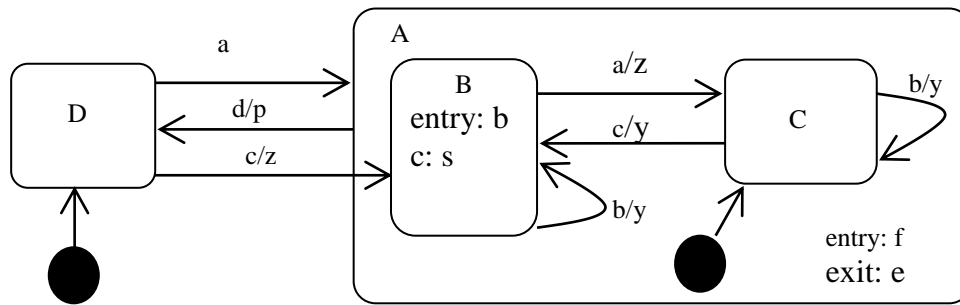 A
a
D
d/p
c/z
B
entry: b
c: s
a/z
c/y
b/y
C
b/y
entry: f
exit: e